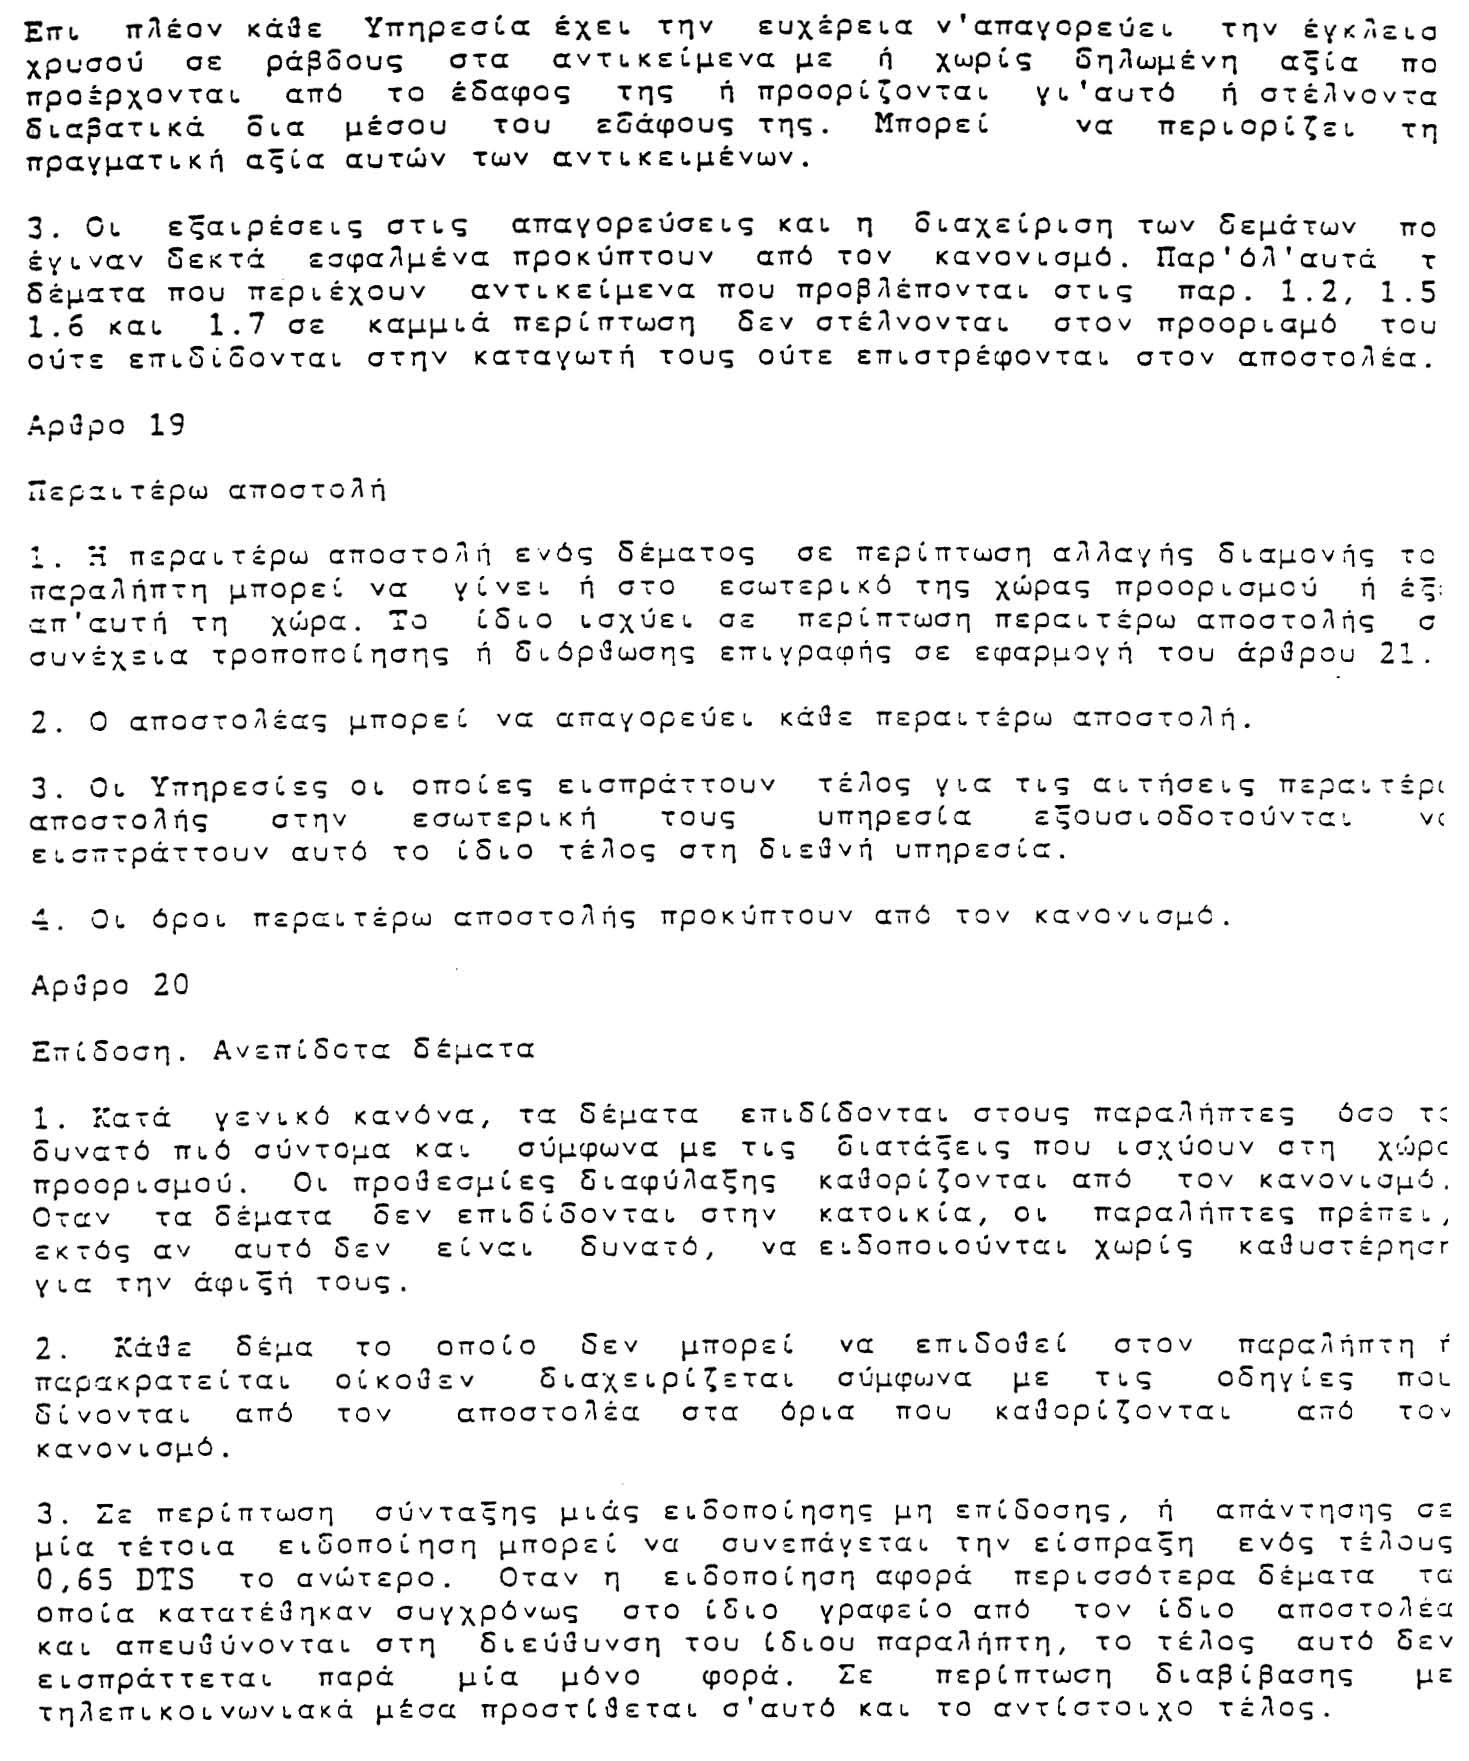 Επι πλέον κάθε Υπηρεσία έχει την ευχέρεια ν'απαγορεύει την έγκλεισ
χρυσού σε ράβδους στα αντικείμενα με ή χωρίς δηλωμένη αξία πο
προέρχονται από το έδαφος της ή προορίζονται γι'αυτό ή στέλνοντα
διαβατικά δια μέσου του εδάφους της. Μπορεί να περιορίζει τη
πραγματική αξία αυτών των αντικειμένων.
3. Οι εξαιρέσεις στις απαγορεύσεις και η διαχείριση των δεμάτων πο
έγιναν δεκτά εσφαλμένα προκύπτουν από τον κανονισμό. Παρ'όλ'αυτά τ
δέματα που περιέχουν αντικείμενα που προβλέπονται στις παρ. 1.2, 1.5
1.6 και 1.7 σε καμμιά περίπτωση δεν στέλνονται στον προορισμό του
ούτε επιδίδονται στην καταγωτή τους ούτε επιστρέφονται στον αποστολέα.
Αρθρο 19
Περαιτέρω αποστολή
1. Η περαιτέρω αποστολή ενός δέματος σε περίπτωση αλλαγής διαμονής το
παραλήπτη μπορεί να γίνει ή στο εσωτερικό της χώρας προορισμού ή έξ
απ'αυτή τη χώρα. Το ίδιο ισχύει σε περίπτωση περαιτέρω αποστολής σ
συνέχεια τροποποίησης ή διόρθωσης επιγραφής σε εφαρμογή του άρθρου 21.
2. Ο αποστολέας μπορεί να απαγορεύει κάθε περαιτέρω αποστολή.
3. Οι Υπηρεσίες οι οποίες εισπράττουν τέλος για τις αιτήσεις περαιτέρω
αποστολής στην εσωτερική τους υπηρεσία εξουσιοδοτούνται να
εισπτράττουν αυτό το ίδιο τέλος στη διεθνή υπηρεσία.
4. Οι όροι περαιτέρω αποστολής προκύπτουν από τον κανονισμό.
Αρθρο 20
Επίδοση. Ανεπίδοτα δέματα
1. Κατά γενικό κανόνα, τα δέματα επιδίδονται στους παραλήπτες όσο το
δυνατό πιό σύντομα και σύμφωνα με τις διατάξεις που ισχύουν στη χώρα
προορισμού. Οι προθεσμίες διαφύλαξης καθορίζονται από τον κανονισμό.
Οταν τα δέματα δεν επιδίδονται στην κατοικία, οι παραλήπτες πρέπει,
εκτός αν αυτό δεν είναι δυνατό, να ειδοποιούνται χωρίς καθυστέρηση
για την άφιξή τους.
2. Κάθε δέμα το οποίο δεν μπορεί να επιδοθεί στον παραλήπτη ή
παρακρατείται οίκοθεν διαχειρίζεται σύμφωνα με τις οδηγίες που
δίνονται από τον αποστολέα στα όρια που καθορίζονται από τον
κανονισμό.
3. Σε περίπτωση σύνταξης μιάς ειδοποίησης μη επίδοσης, ή απάντησης σε
μία τέτοια ειδοποίηση μπορεί να συνεπάγεται την είσπραξη ενός τέλους
0,65 DTS το ανώτερο. Οταν η ειδοποίηση αφορά περισσότερα δέματα τα
οποία κατατέθηκαν συγχρόνως στο ίδιο γραφείο από τον ίδιο αποστολέα
και απευθύνονται στη διεύθυνση του ίδιου παραλήπτη, το τέλος αυτό δεν
εισπράττεται παρά μία μόνο φορά. Σε περίπτωση διαβίβασης με
τηλεπικοινωνιακά μέσα προστίθεται σ'αυτό και το αντίστοιχο τέλος.